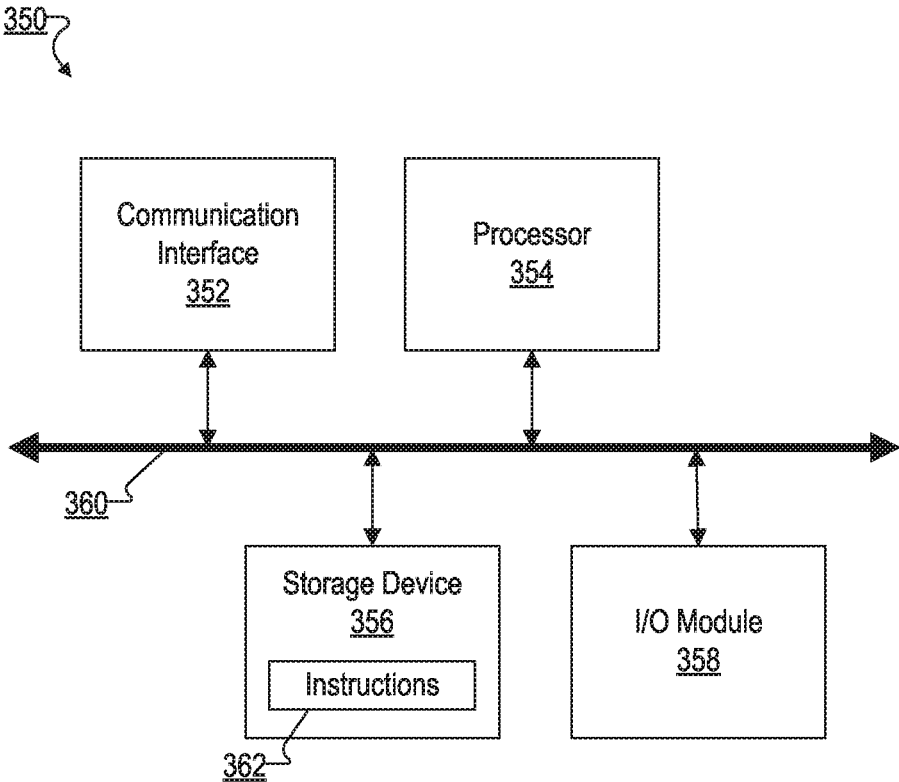 350
Communication
Interface
352
Processor
354
360
Storage Device
356
Instructions
362
I/O Module
358